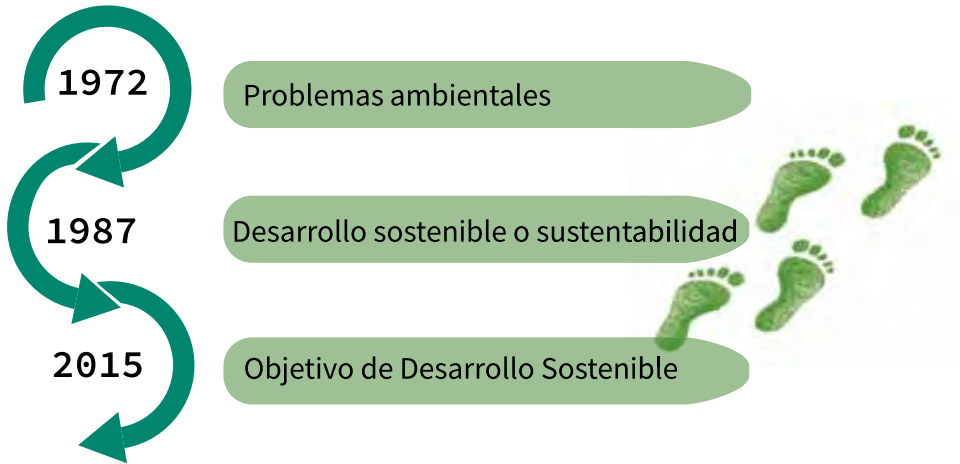 1972
Problemas ambientales
1987
Desarrollo sostenible o sustentabilidad
2015
Objetivo de Desarrollo Sostenible